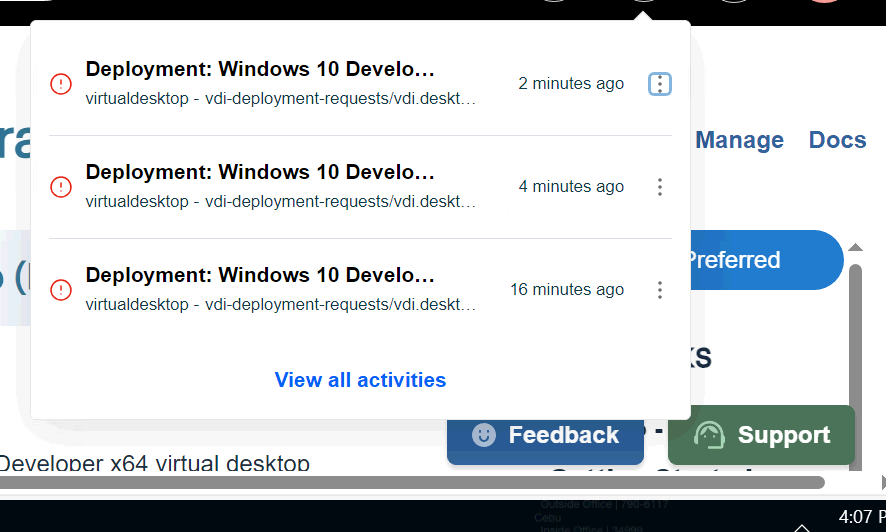 Deployment: Windows 10 Develo...
2 minutes ago
virtualdesktop - vdi-deployment-requests/vdi.deskt...
Manage Docs
Deployment: Windows 10 Develo...
4 minutes ago
virtualdesktop - vdi-deployment-requests/vdi.deskt...
Preferred
Deployment: Windows 10 Develo...
16 minutes ago
virtualdesktop - vdi-deployment-requests/vdi.deskt...
View all activities
Feedback
Support
Developer x64 virtual desktop
Outside Office | 790-6117
Cebu
Inside Office | 34999
4:07 P